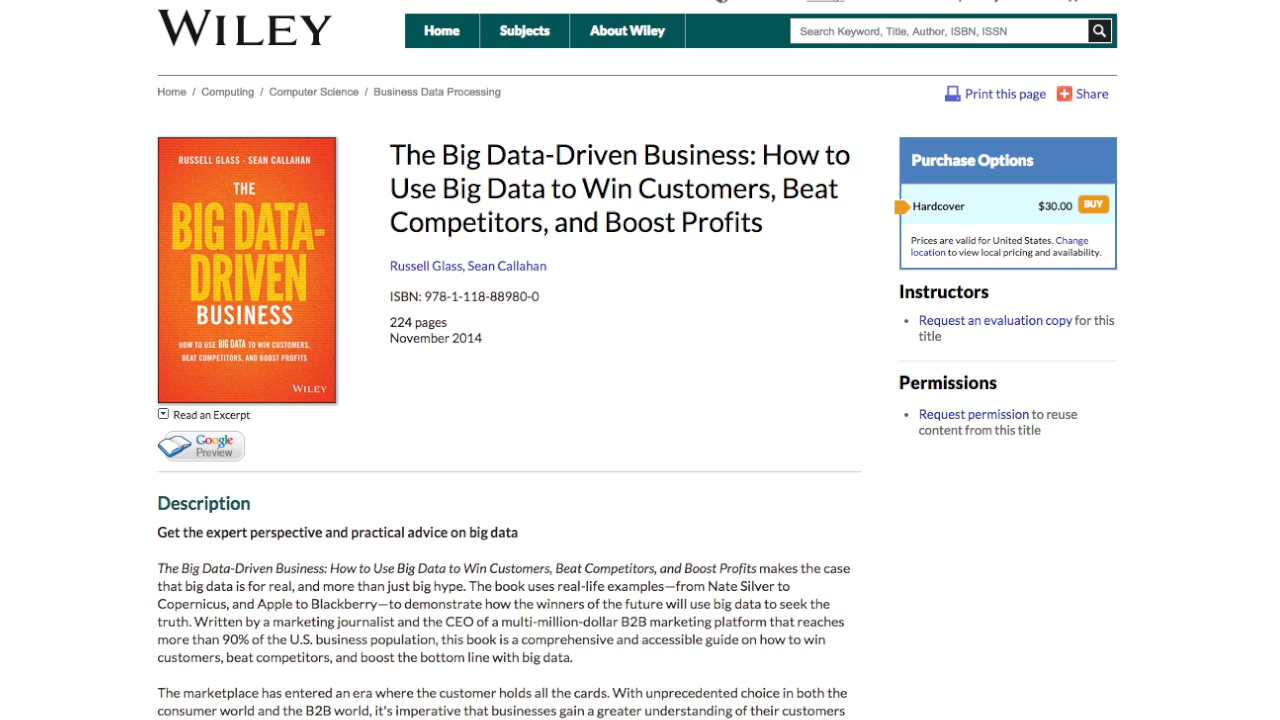 WILEY
Home Subjects About Wiley
Search Keyword, Title, Author, ISBN, ISSN
Home / Computing / Computer Science / Business Data Processing
Print this page Share
RUSSELL GLASS · SEAN CALLAHAN
THE
BIG DATA-
DRIVEN
BUSINESS
HOW TO USE BIG DATA TO WIN CUSTOMERS,
BEAT COMPETITORS, AND BOOST PROFITS
WILEY
Read an Excerpt
Google
Preview
The Big Data-Driven Business: How to
Use Big Data to Win Customers, Beat
Competitors, and Boost Profits
Russell Glass, Sean Callahan
ISBN: 978-1-118-88980-0
224 pages
November 2014
Purchase Options
Hardcover $30.00 BUY
Prices are valid for United States. Change
location to view local pricing and availability.
Instructors
• Request an evaluation copy for this
title
Permissions
• Request permission to reuse
content from this title
Description
Get the expert perspective and practical advice on big data
The Big Data-Driven Business: How to Use Big Data to Win Customers, Beat Competitors, and Boost Profits makes the case
that big data is for real, and more than just big hype. The book uses real-life examples—from Nate Silver to
Copernicus, and Apple to Blackberry—to demonstrate how the winners of the future will use big data to seek the
truth. Written by a marketing journalist and the CEO of a multi-million-dollar B2B marketing platform that reaches
more than 90% of the U.S. business population, this book is a comprehensive and accessible guide on how to win
customers, beat competitors, and boost the bottom line with big data.
The marketplace has entered an era where the customer holds all the cards. With unprecedented choice in both the
consumer world and the B2B world, it's imperative that businesses gain a greater understanding of their customers